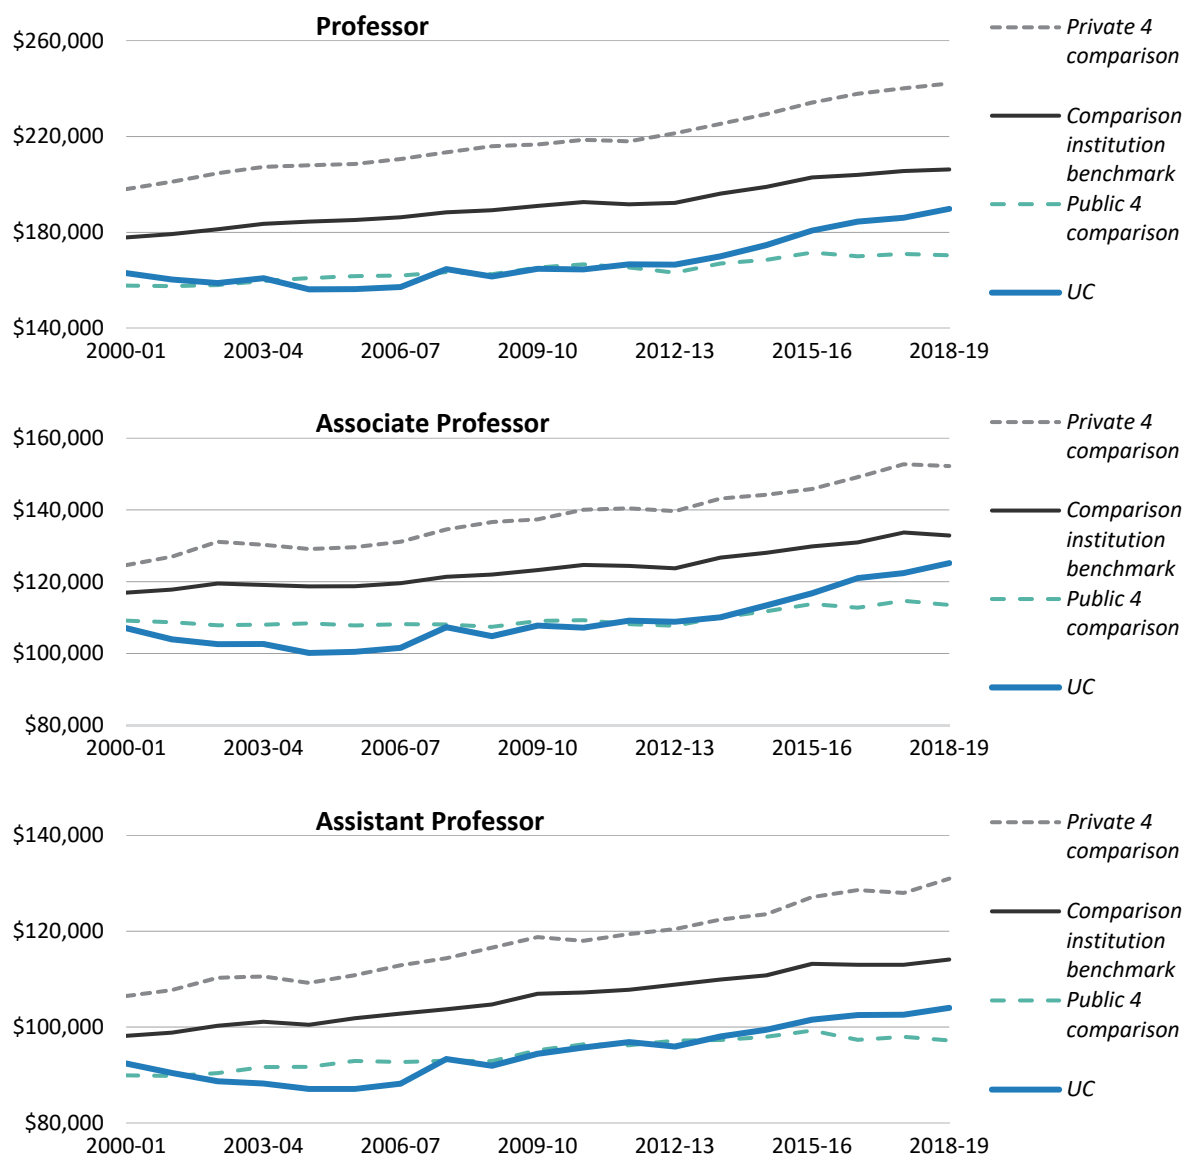 Professor
$260,000
$220,000
$180,000
$140,000
2000-01 2003-04 2006-07 2009-10 2012-13 2015-16 2018-19
Private 4
comparison
Comparison
institution
benchmark
Public 4
comparison
UC
Associate Professor
$160,000
$140,000
$120,000
$100,000
$80,000
2000-01 2003-04 2006-07 2009-10 2012-13 2015-16 2018-19
Private 4
comparison
Comparison
institution
benchmark
Public 4
comparison
UC
Assistant Professor
$140,000
$120,000
$100,000
$80,000
2000-01 2003-04 2006-07 2009-10 2012-13 2015-16 2018-19
Private 4
comparison
Comparison
institution
benchmark
Public 4
comparison
UC